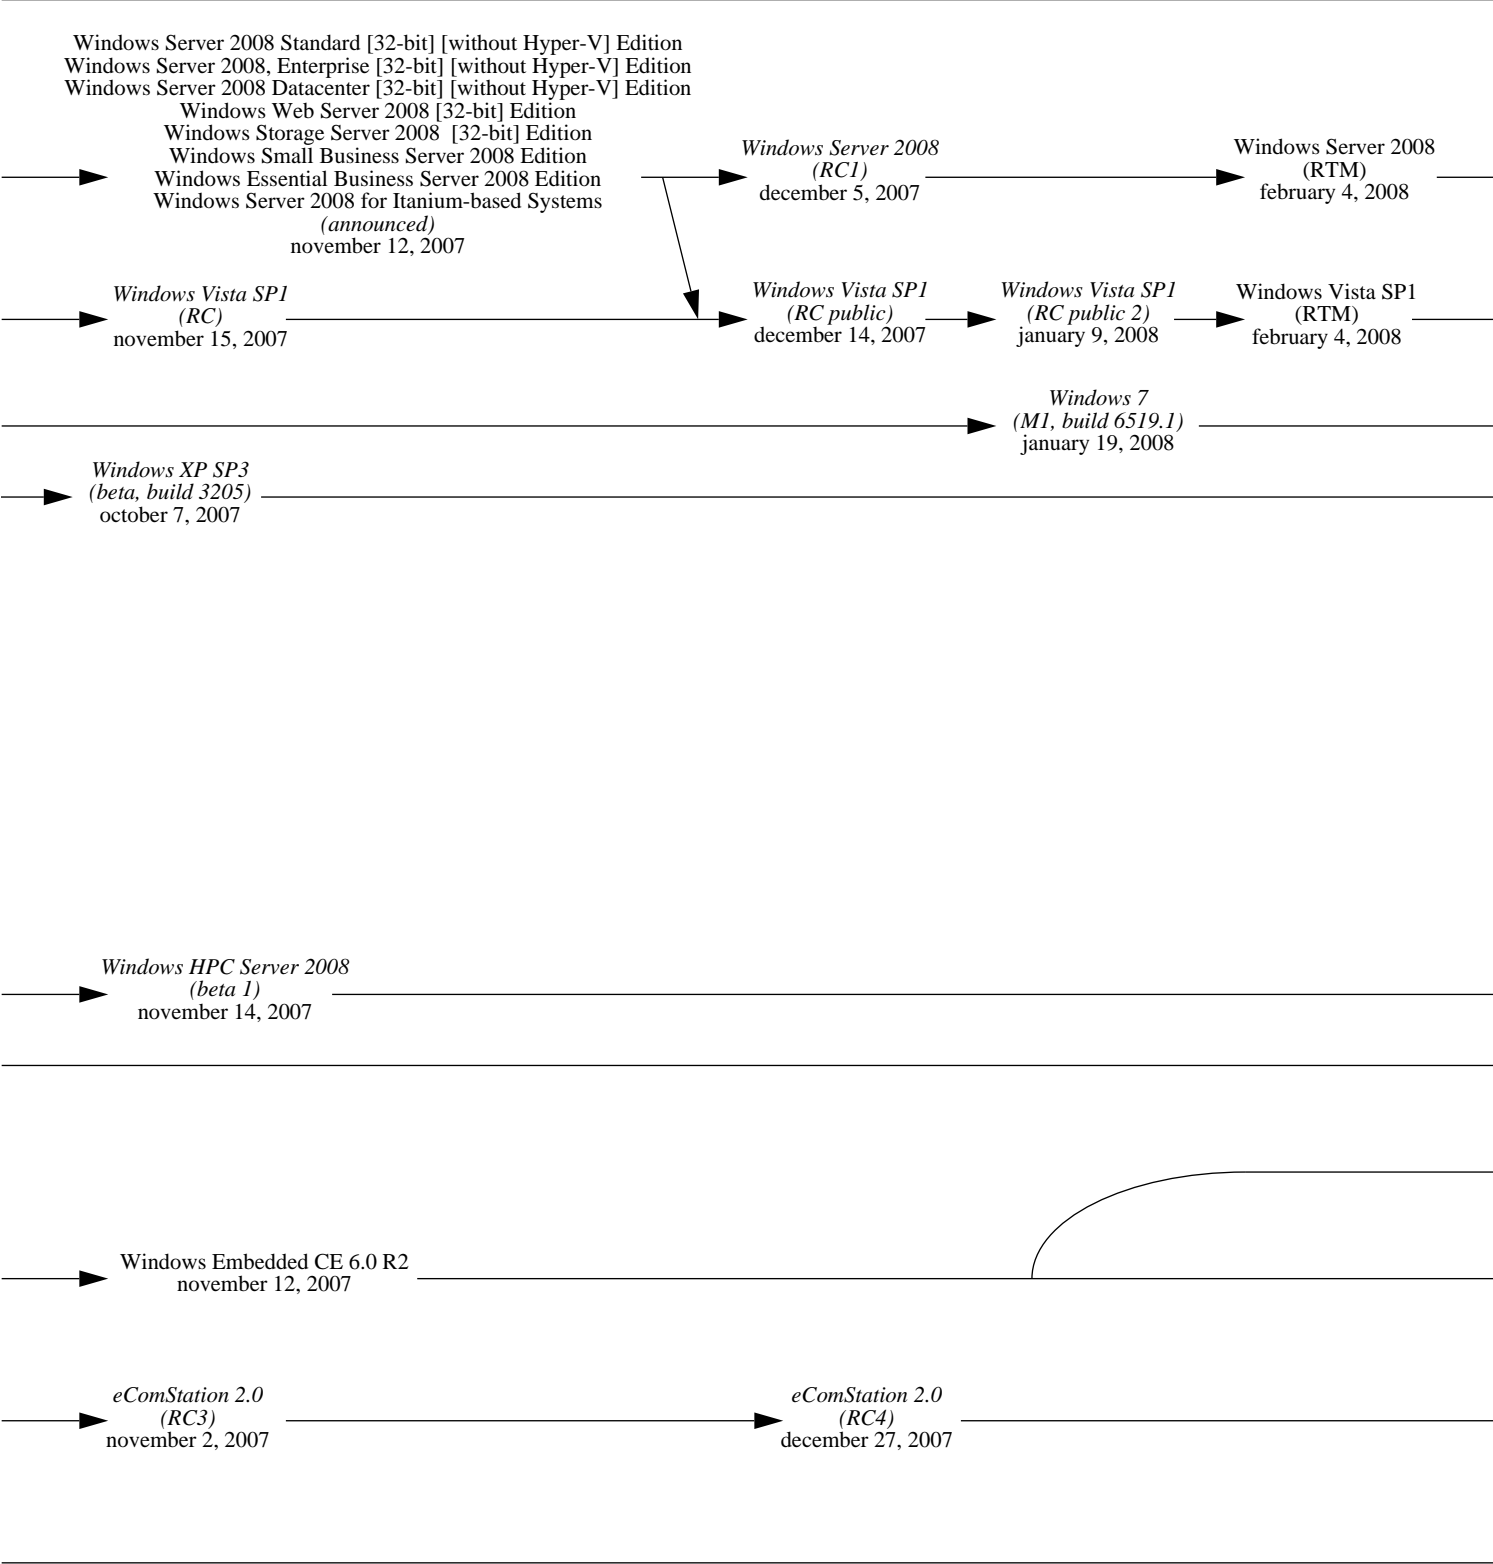 Windows Server 2008 Standard [32-bit] [without Hyper-V] Edition
Windows Server 2008, Enterprise [32-bit] [without Hyper-V] Edition
Windows Server 2008 Datacenter [32-bit] [without Hyper-V] Edition
Windows Web Server 2008 [32-bit] Edition
Windows Storage Server 2008 [32-bit] Edition
Windows Small Business Server 2008 Edition
Windows Essential Business Server 2008 Edition
Windows Server 2008 for Itanium-based Systems
(announced)
november 12, 2007
Windows Server 2008
(RC1)
december 5, 2007
Windows Server 2008
(RTM)
february 4, 2008
Windows Vista SP1
(RC)
november 15, 2007
Windows Vista SP1
(RC public)
december 14, 2007
Windows Vista SP1
(RC public 2)
january 9, 2008
Windows Vista SP1
(RTM)
february 4, 2008
Windows 7
(M1, build 6519.1)
january 19, 2008
Windows XP SP3
(beta, build 3205)
october 7, 2007
Windows HPC Server 2008
(beta 1)
november 14, 2007
Windows Embedded CE 6.0 R2
november 12, 2007
eComStation 2.0
(RC3)
november 2, 2007
eComStation 2.0
(RC4)
december 27, 2007